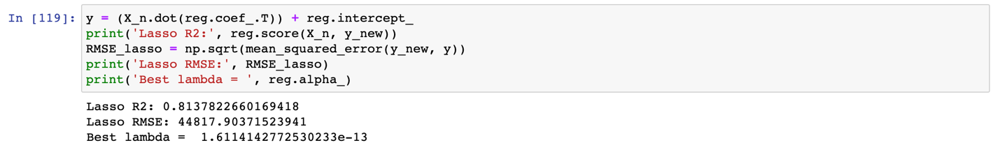 In [119]: y = (X_n.dot(reg.coef_.T)) + reg.intercept_
print('Lasso R2:', reg.score(X_n, y_new))
RMSE_lasso = np.sqrt(mean_squared_error(y_new, y))
print('Lasso RMSE:', RMSE_lasso)
print('Best lambda = ', reg.alpha_)
Lasso R2: 0.8137822660169418
Lasso RMSE: 44817.90371523941
Best lambda =  1.6114142772530233e-13